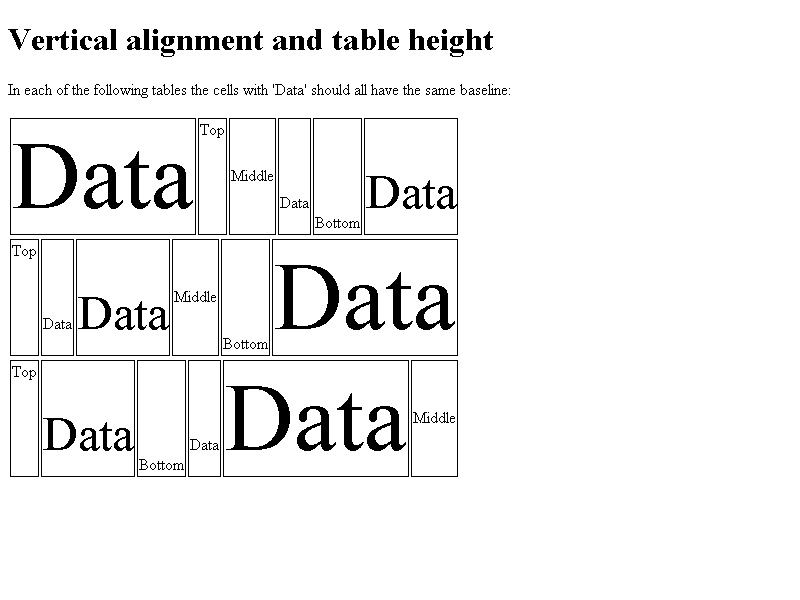 Vertical alignment and table height
In each of the following tables the cells with 'Data' should all have the same baseline:
Data Top Middle Data Bottom Data
Top Data Data Middle Bottom Data
Top Data Bottom Data Data Middle